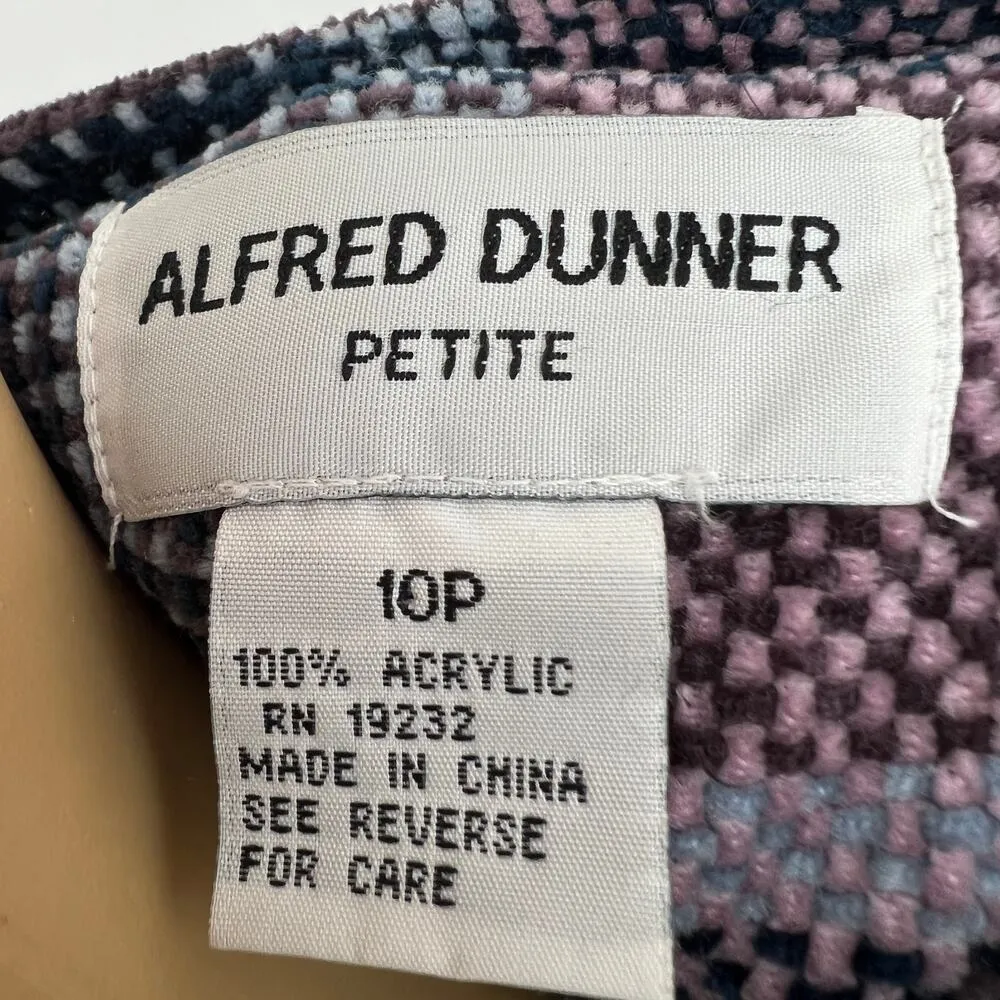 ALFRED DUNNER
PETITE
10P
100% ACRYLIC
RN 19232
MADE IN CHINA
SEE REVERSE
FOR CARE